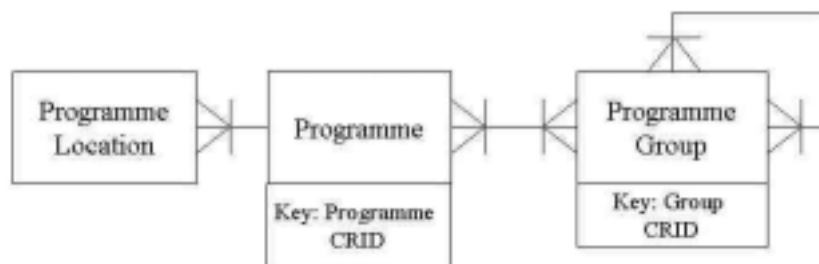 Programme
Location
Programme
Key: Programme
CRID
Programme
Group
Key: Group
CRID